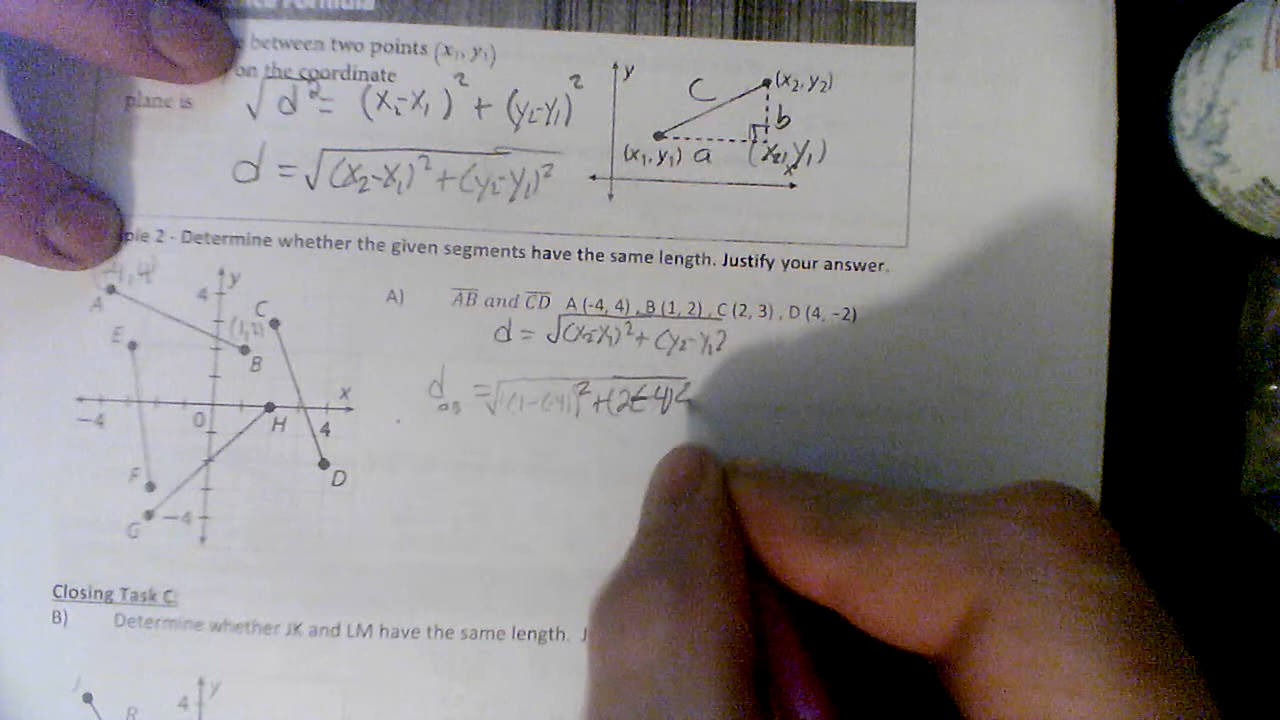 between two points (x₁, y₁)
on the coordinate
plane is
√d² = (x₂-x₁)² + (y₂-y₁)²
d = √(x₂-x₁)² + (y₂-y₁)²
y
C
(x₂, y₂)
b
(x₁, y₁) a (x₂, y₁)
x
2 - Determine whether the given segments have the same length. Justify your answer.
A) AB and CD A (-4, 4) , B (1, 2) , C (2, 3) , D (4, -2)
d = √(x₂-x₁)² + (y₂-y₁)²
d AB = √(1-(-4))² + (2-4)²
(-4, 4)
y
4
A
C
E
(1,2)
B
x
-4
0
H
4
F
D
G
-4
Closing Task C
B) Determine whether JK and LM have the same length.
J
y
4
R